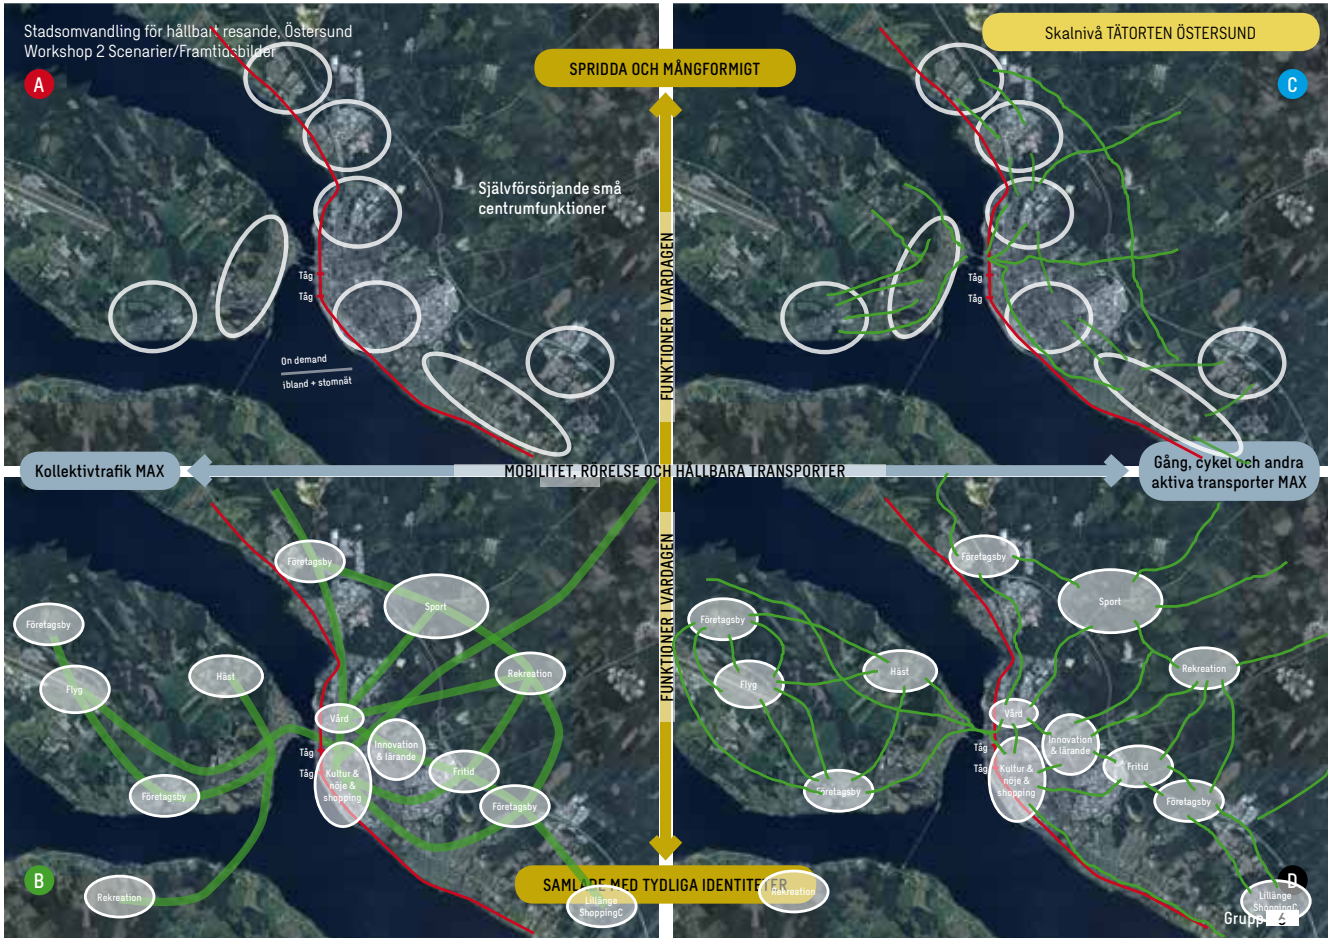 Stadsomvandling för hållbart resande, Östersund
Workshop 2 Scenarier/Framtidsbilder
A
SPRIDDA OCH MÅNGFORMIGT
Skalnivå TÄTORTEN ÖSTERSUND
C
Självförsörjande små
centrumfunktioner
Tåg
Tåg
On demand
ibland + stomnät
FUNKTIONER I VARDAGEN
Tåg
Tåg
Kollektivtrafik MAX
MOBILITET, RÖRELSE OCH HÅLLBARA TRANSPORTER
Gång, cykel och andra
aktiva transporter MAX
Företagsby
Sport
Företagsby
Häst
Flyg
Rekreation
Vård
Innovation
& lärande
Tåg
Tåg
Kultur &
nöje &
shopping
Fritid
Företagsby
Företagsby
Rekreation
Lillänge
ShoppingC
B
FUNKTIONER I VARDAGEN
SAMLADE MED TYDLIGA IDENTITETER
Företagsby
Sport
Företagsby
Häst
Flyg
Rekreation
Vård
Innovation
& lärande
Tåg
Tåg
Kultur &
nöje &
shopping
Fritid
Företagsby
Företagsby
Rekreation
D
Lillänge
ShoppingC
Grupp 6